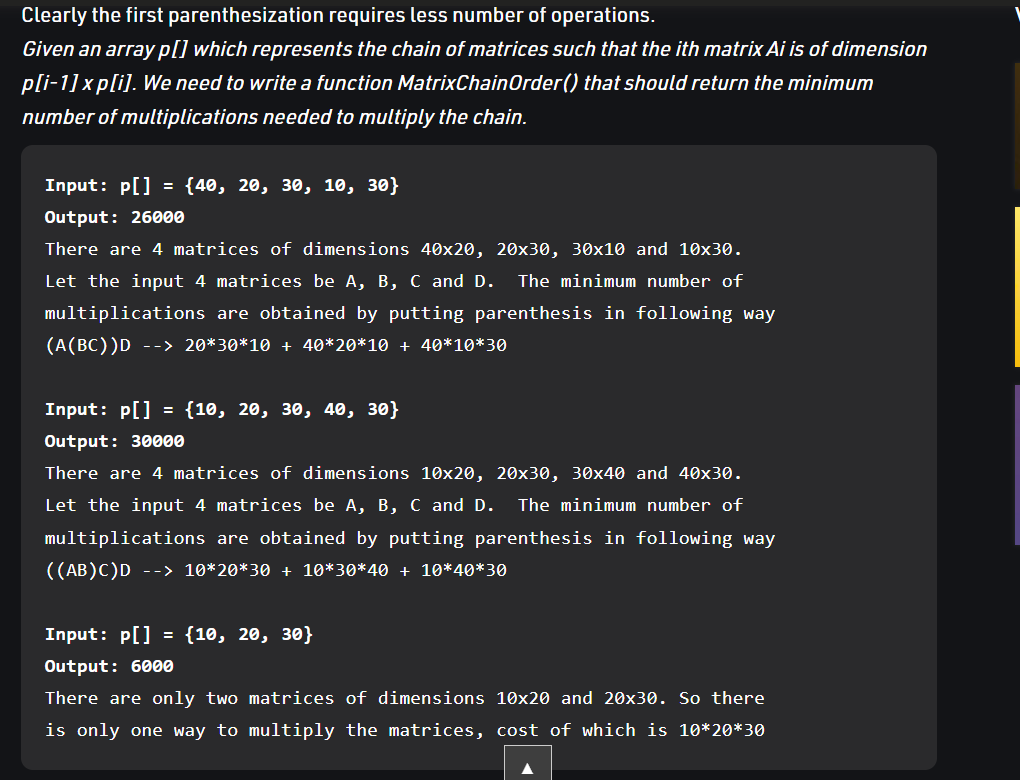 Clearly the first parenthesization requires less number of operations.
Given an array p[] which represents the chain of matrices such that the ith matrix Ai is of dimension
p[i-1] x p[i]. We need to write a function MatrixChainOrder() that should return the minimum
number of multiplications needed to multiply the chain.
Input: p[] = {40, 20, 30, 10, 30}
Output: 26000
There are 4 matrices of dimensions 40x20, 20x30, 30x10 and 10x30.
Let the input 4 matrices be A, B, C and D.  The minimum number of
multiplications are obtained by putting parenthesis in following way
(A(BC))D --> 20*30*10 + 40*20*10 + 40*10*30
Input: p[] = {10, 20, 30, 40, 30}
Output: 30000
There are 4 matrices of dimensions 10x20, 20x30, 30x40 and 40x30.
Let the input 4 matrices be A, B, C and D.  The minimum number of
multiplications are obtained by putting parenthesis in following way
((AB)C)D --> 10*20*30 + 10*30*40 + 10*40*30
Input: p[] = {10, 20, 30}
Output: 6000
There are only two matrices of dimensions 10x20 and 20x30. So there
is only one way to multiply the matrices, cost of which is 10*20*30